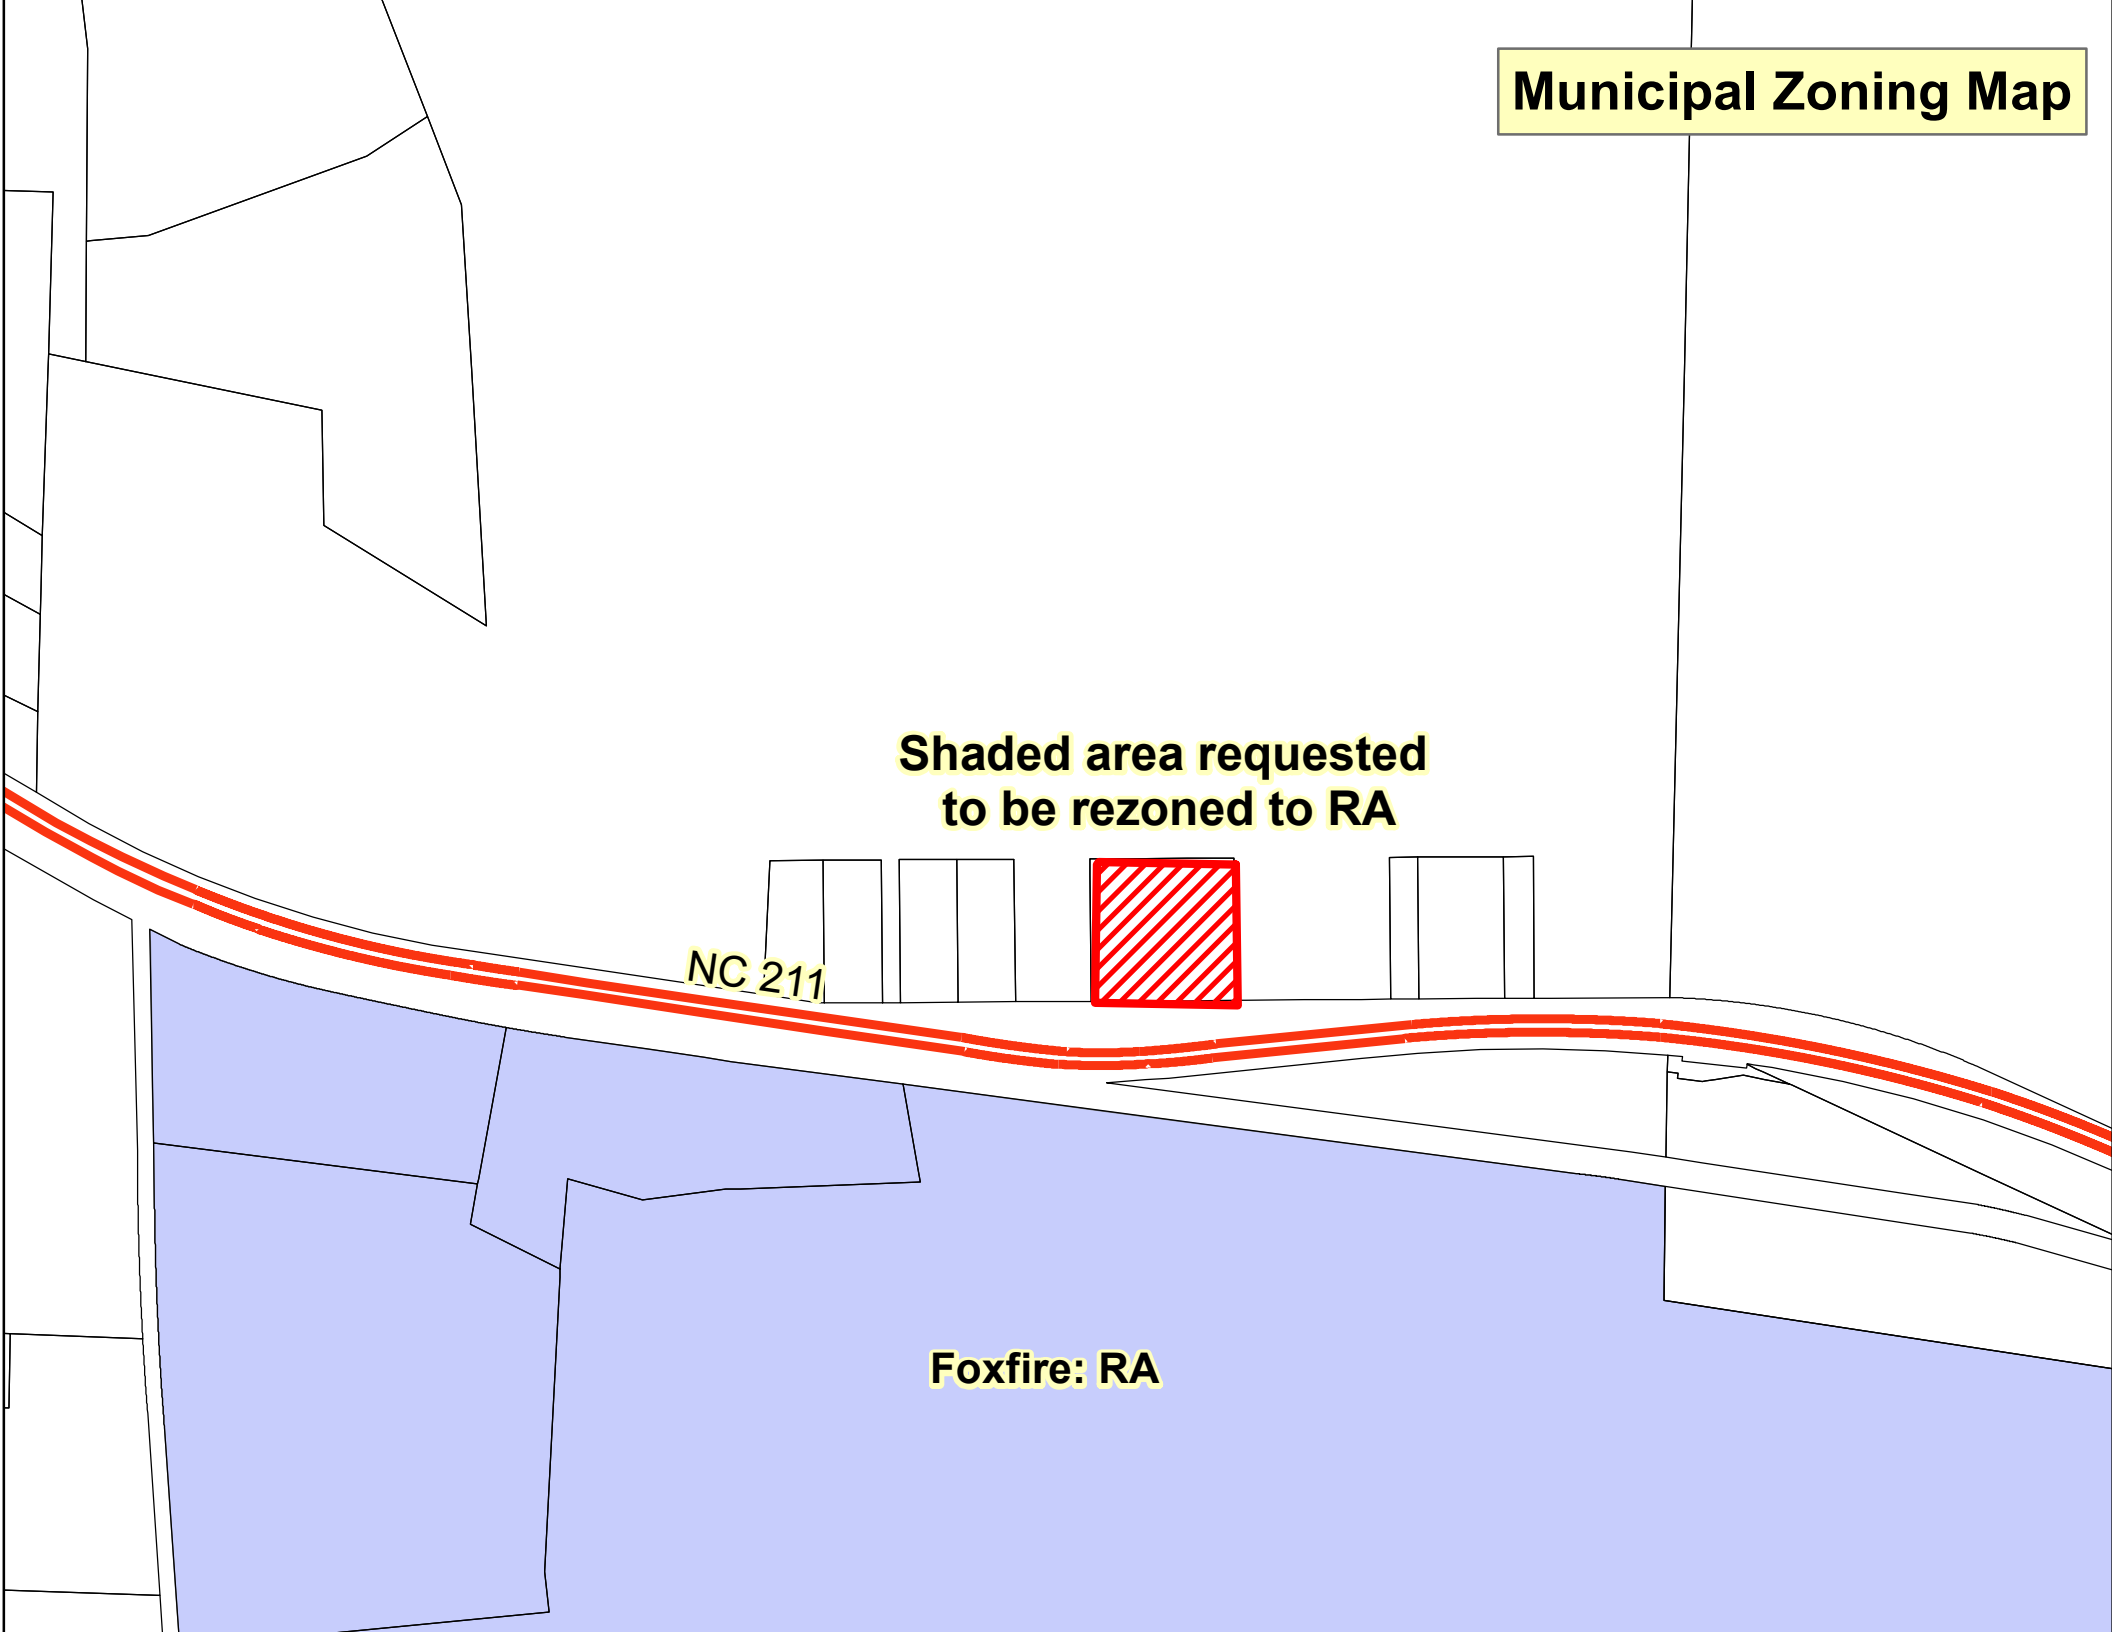 Municipal Zoning Map
Shaded area requested
to be rezoned to RA
NC 211
Foxfire: RA